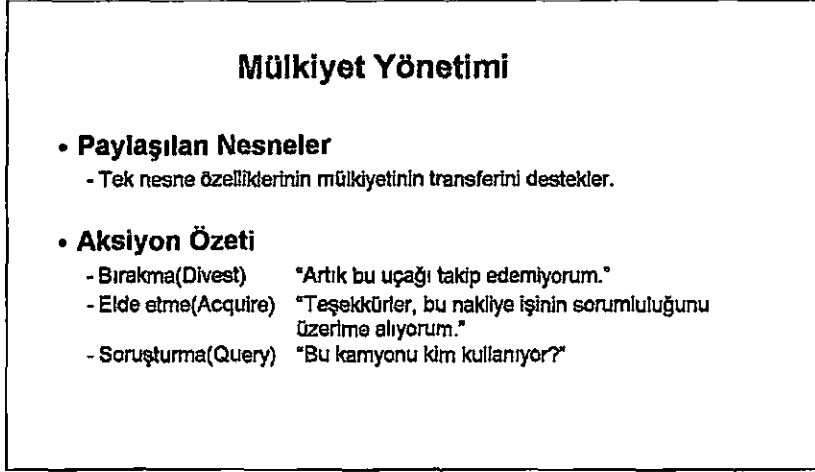 Mülkiyet Yönetimi
• Paylaşılan Nesneler
- Tek nesne özelliklerinin mülkiyetinin transferini destekler.
• Aksiyon Özeti
- Bırakma(Divest) "Artık bu uçağı takip edemiyorum."
- Elde etme(Acquire) "Teşekkürler, bu nakliye işinin sorumluluğunu
üzerime alıyorum."
- Soruşturma(Query) "Bu kamyonu kim kullanıyor?"